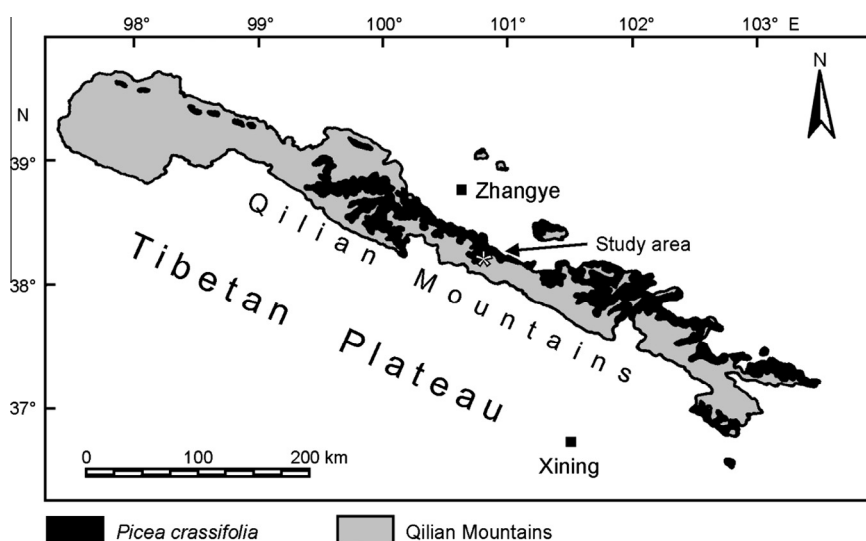 98° 99° 100° 101° 102° 103° E
N
N
39°
Zhangye
Qilian Mountains
Study area
Tibetan Plateau
38°
37°
0 100 200 km
Xining
Picea crassifolia
Qilian Mountains